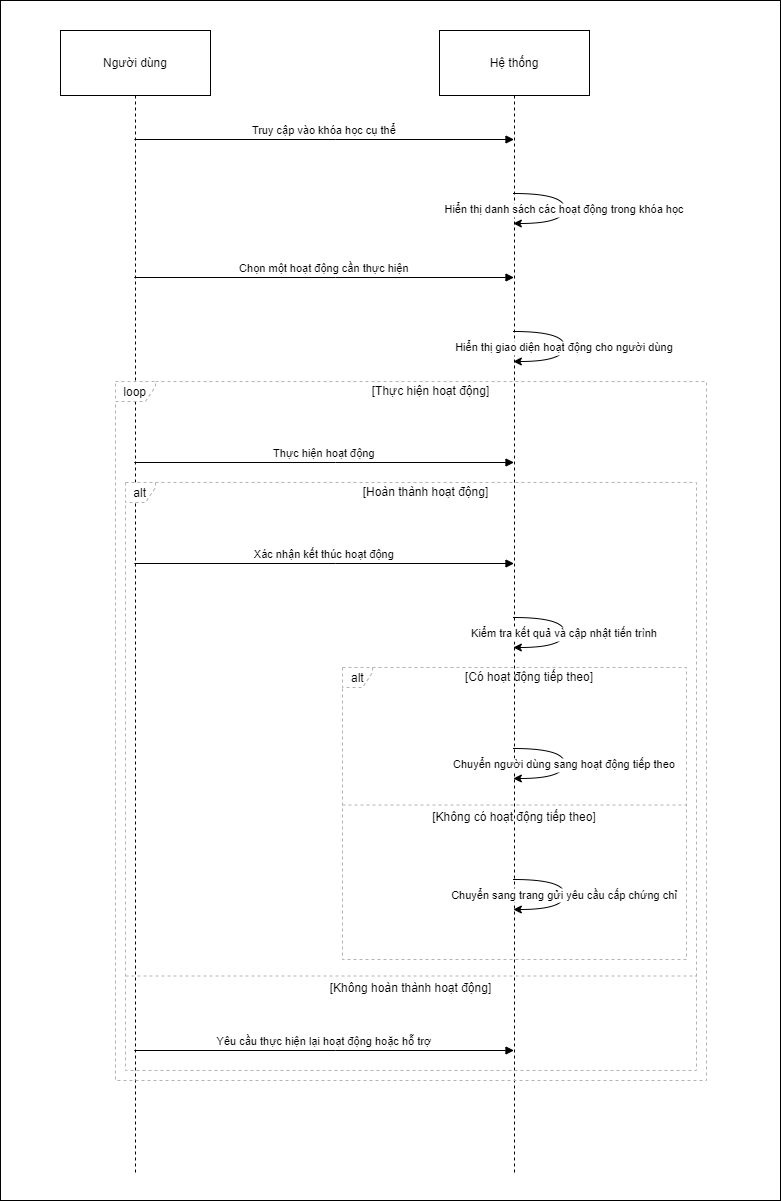 Người dùng
Hệ thống
Truy cập vào khóa học cụ thể
Hiển thị danh sách các hoạt động trong khóa học
Chọn một hoạt động cần thực hiện
Hiển thị giao diện hoạt động cho người dùng
loop
[Thực hiện hoạt động]
Thực hiện hoạt động
alt
[Hoàn thành hoạt động]
Xác nhận kết thúc hoạt động
Kiểm tra kết quả và cập nhật tiến trình
alt
[Có hoạt động tiếp theo]
Chuyển người dùng sang hoạt động tiếp theo
[Không có hoạt động tiếp theo]
Chuyển sang trang gửi yêu cầu cấp chứng chỉ
[Không hoàn thành hoạt động]
Yêu cầu thực hiện lại hoạt động hoặc hỗ trợ